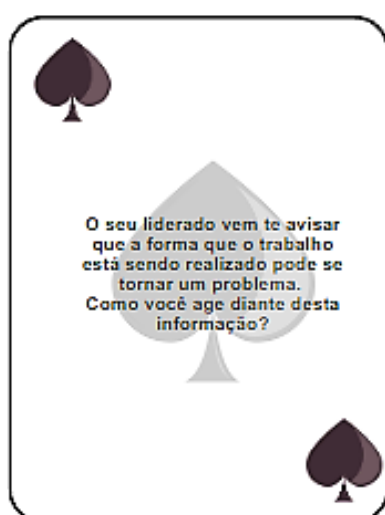 O seu liderado vem te avisar
que a forma que o trabalho
está sendo realizado pode se
tornar um problema.
Como você age diante desta
informação?